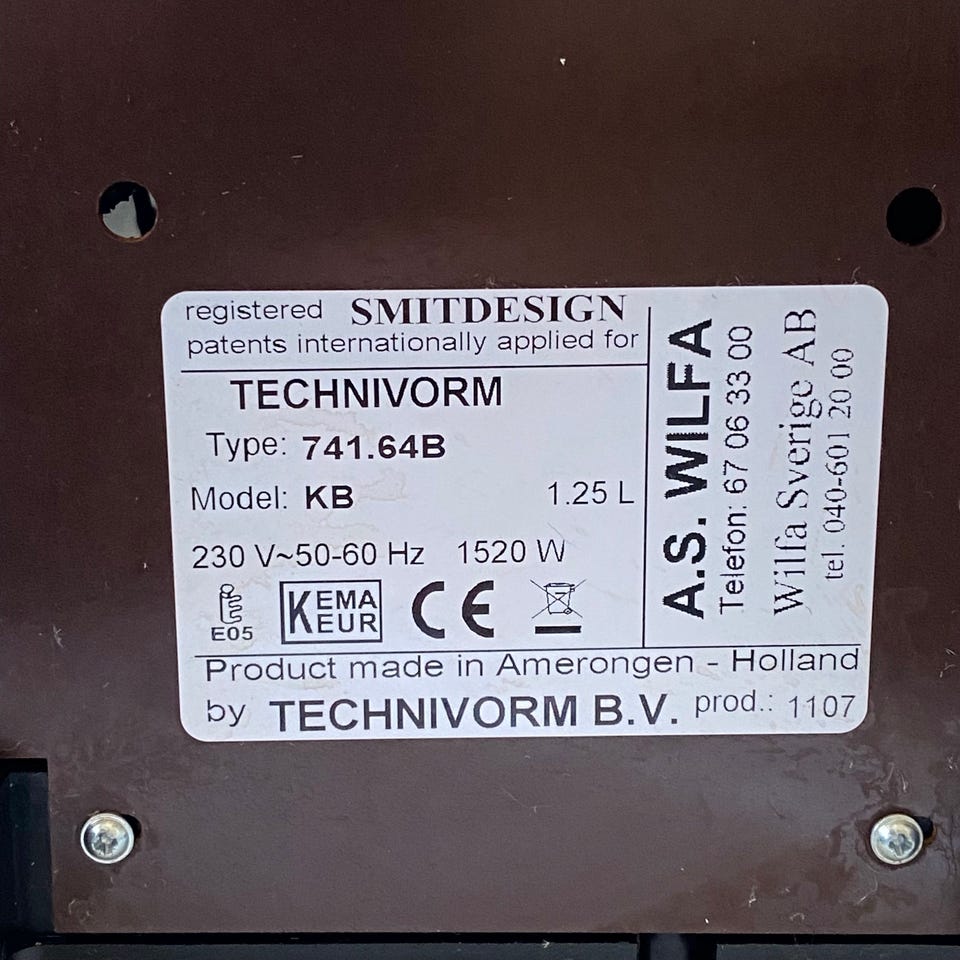 registered SMITDESIGN
patents internationally applied for
TECHNIVORM
Type: 741.64B
Model: KB 1.25 L
230 V~50-60 Hz 1520 W
E05
KEMA
KEUR
CE
A.S. WILFA
Telefon: 67 06 33 00
Wilfa Sverige AB
tel. 040-601 20 00
Product made in Amerongen - Holland
by TECHNIVORM B.V. prod.: 1107